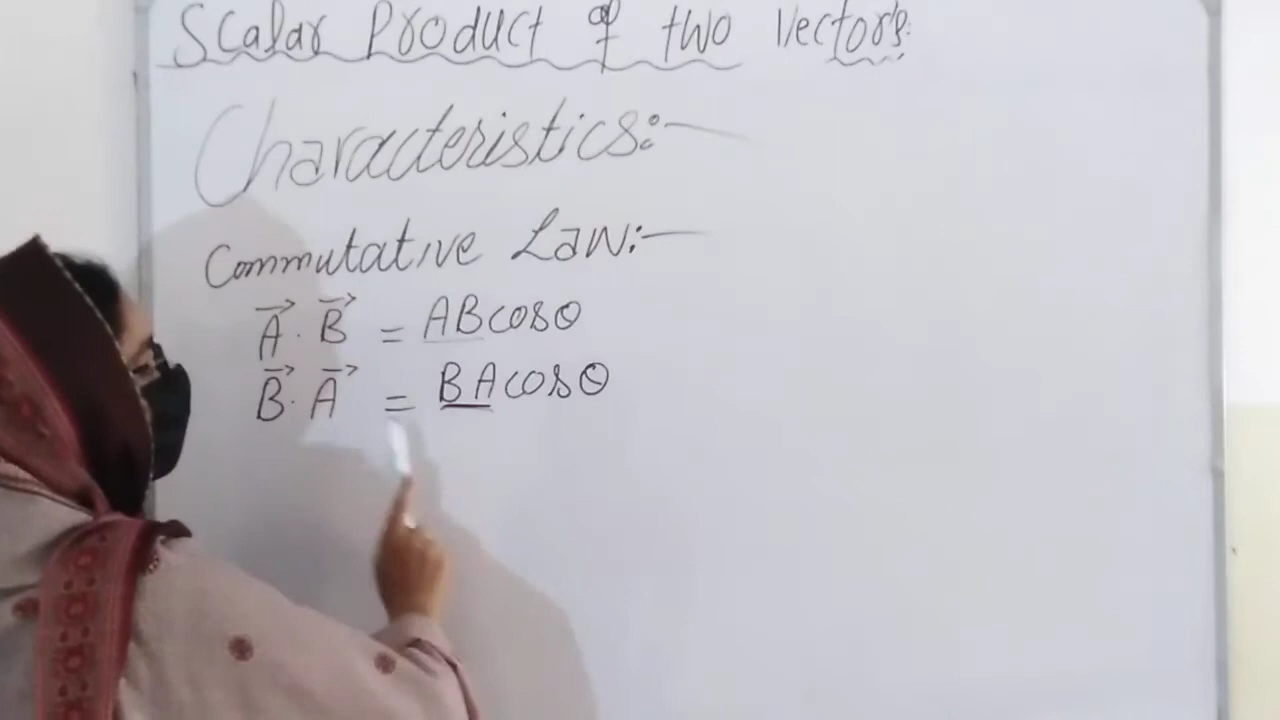 Scalar Product of two Vectors.
Characteristics:-
Commutative Law:-
A⃗ . B⃗ = ABcosθ
B⃗ . A⃗ = BAcosθ